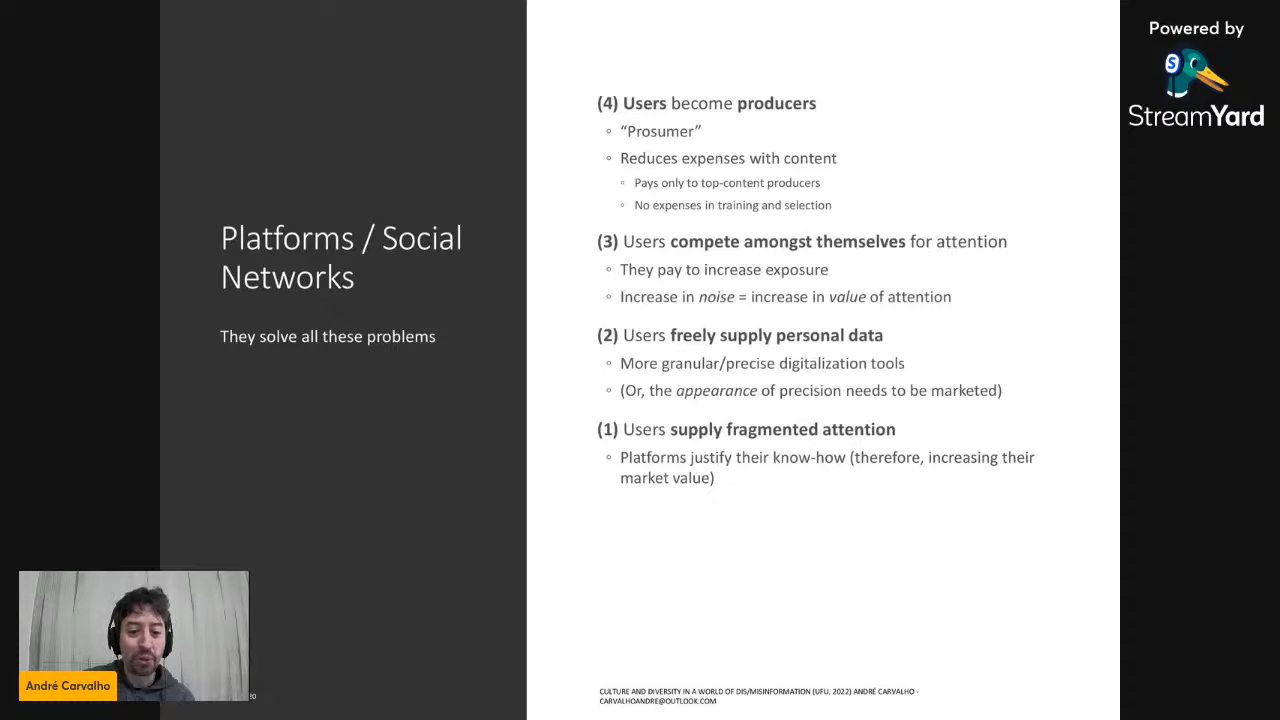 Powered by
S
StreamYard
Platforms / Social
Networks
They solve all these problems
(4) Users become producers
“Prosumer”
Reduces expenses with content
Pays only to top-content producers
No expenses in training and selection
(3) Users compete amongst themselves for attention
They pay to increase exposure
Increase in noise = increase in value of attention
(2) Users freely supply personal data
More granular/precise digitalization tools
(Or, the appearance of precision needs to be marketed)
(1) Users supply fragmented attention
Platforms justify their know-how (therefore, increasing their
market value)
André Carvalho
CULTURE AND DIVERSITY IN A WORLD OF DIS/MISINFORMATION (UFU, 2022) ANDRÉ CARVALHO -
CARVALHOANDRE@OUTLOOK.COM